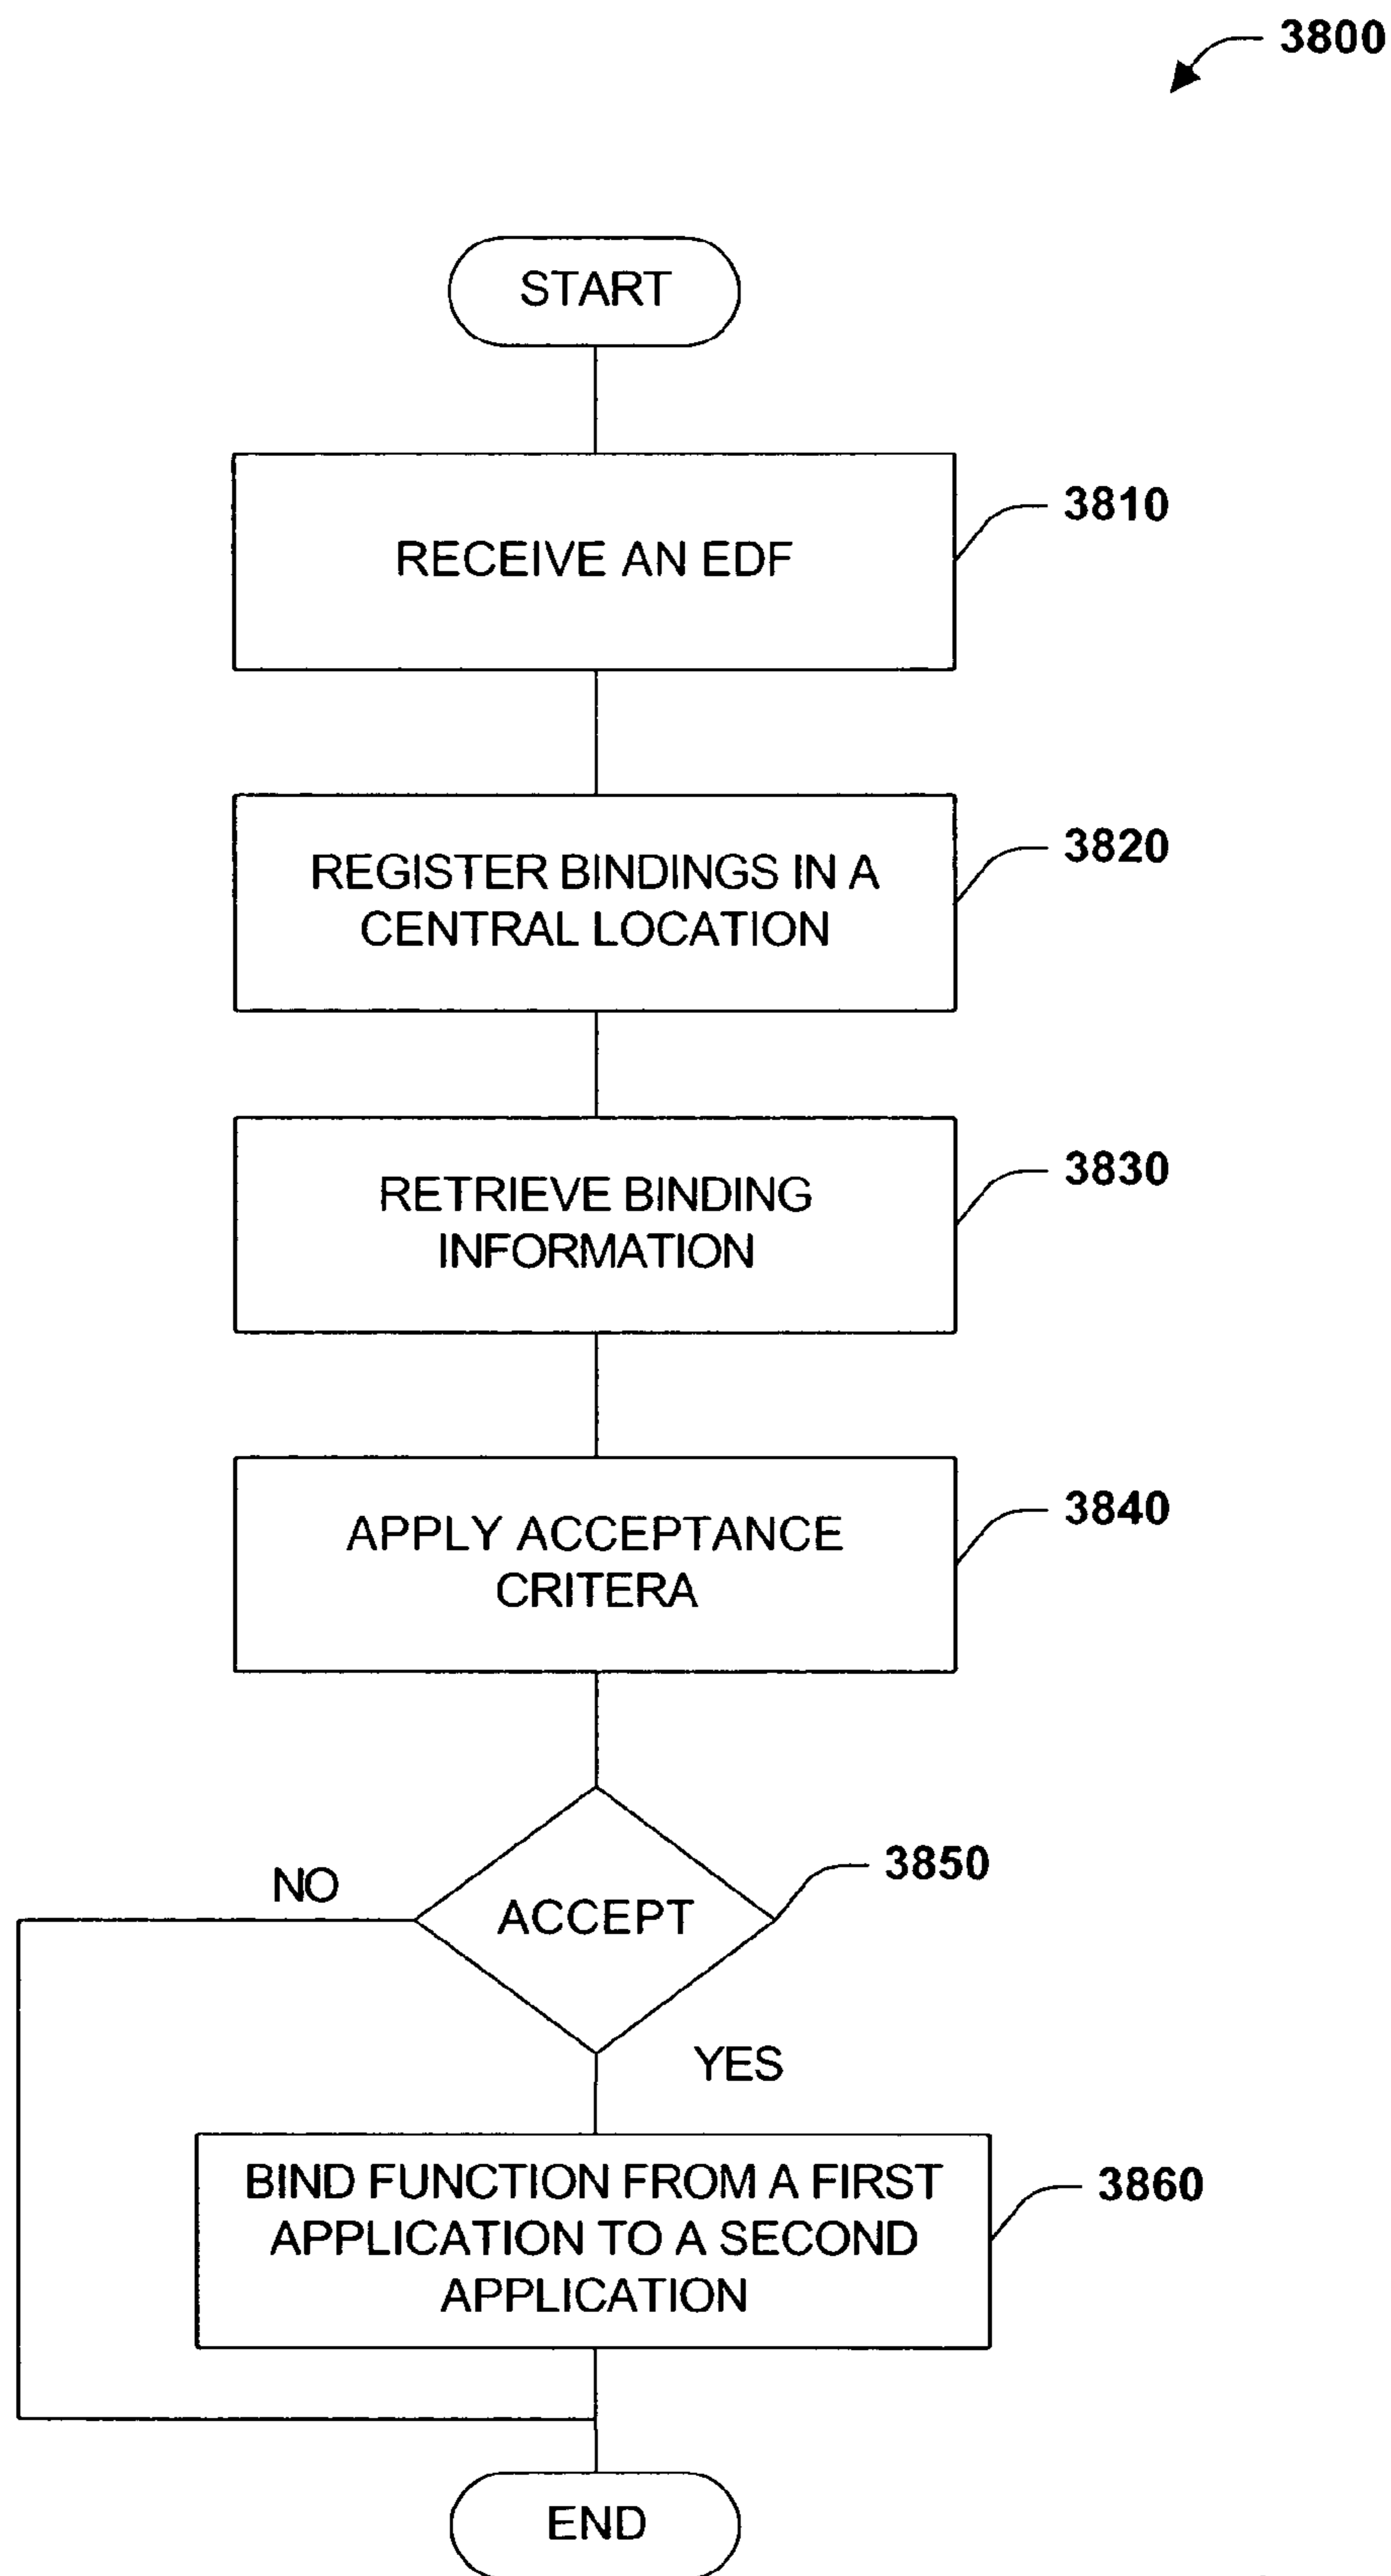 3800
START
RECEIVE AN EDF
3810
REGISTER BINDINGS IN A
CENTRAL LOCATION
3820
RETRIEVE BINDING
INFORMATION
3830
APPLY ACCEPTANCE
CRITERA
3840
ACCEPT
3850
NO
YES
BIND FUNCTION FROM A FIRST
APPLICATION TO A SECOND
APPLICATION
3860
END